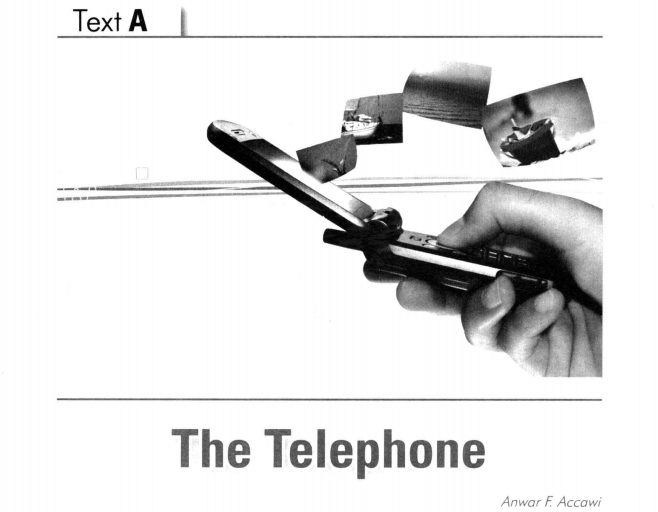 Text A
The Telephone
Anwar F. Accawi